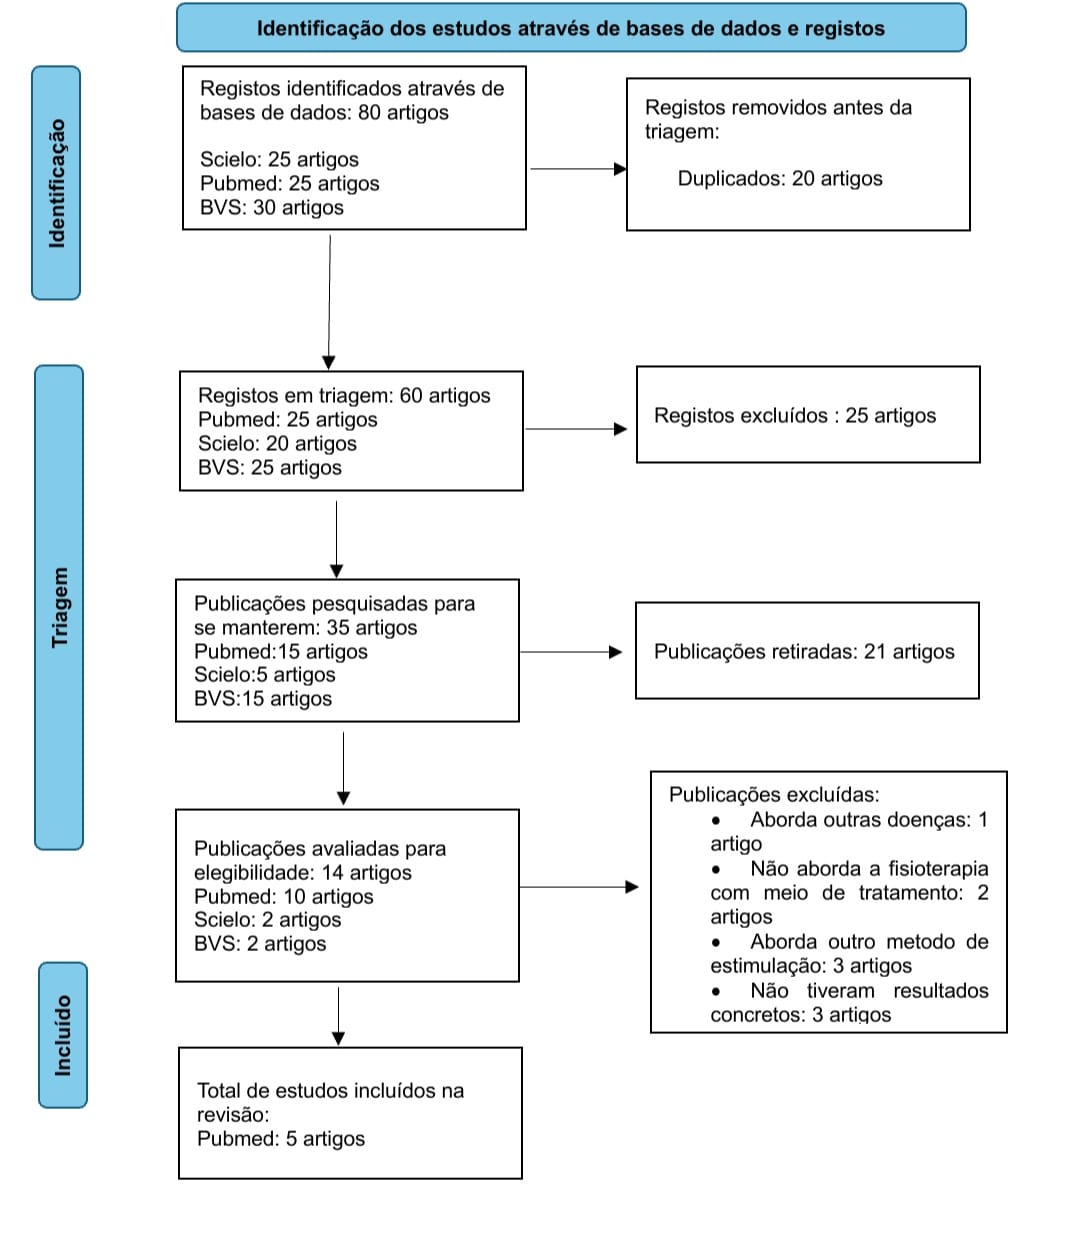 Identificação dos estudos através de bases de dados e registos
Identificação
Registos identificados através de
bases de dados: 80 artigos
Scielo: 25 artigos
Pubmed: 25 artigos
BVS: 30 artigos
Registos removidos antes da
triagem:
Duplicados: 20 artigos
Triagem
Registos em triagem: 60 artigos
Pubmed: 25 artigos
Scielo: 20 artigos
BVS: 25 artigos
Registos excluídos : 25 artigos
Publicações pesquisadas para
se manterem: 35 artigos
Pubmed:15 artigos
Scielo:5 artigos
BVS:15 artigos
Publicações retiradas: 21 artigos
Publicações avaliadas para
elegibilidade: 14 artigos
Pubmed: 10 artigos
Scielo: 2 artigos
BVS: 2 artigos
Publicações excluídas:
• Aborda outras doenças: 1
artigo
• Não aborda a fisioterapia
com meio de tratamento: 2
artigos
• Aborda outro metodo de
estimulação: 3 artigos
• Não tiveram resultados
concretos: 3 artigos
Incluído
Total de estudos incluídos na
revisão:
Pubmed: 5 artigos